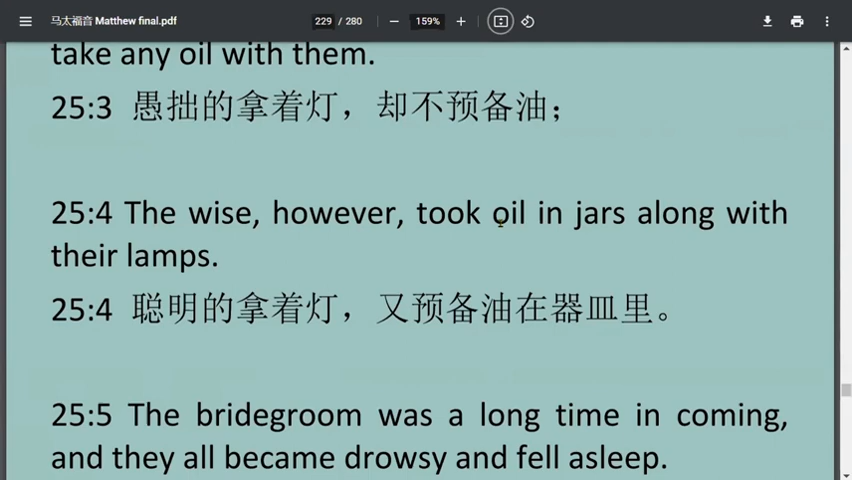 马太福音 Matthew final.pdf 229 / 280 159%
take any oil with them.
25:3 愚拙的拿着灯，却不预备油；
25:4 The wise, however, took oil in jars along with
their lamps.
25:4 聪明的拿着灯，又预备油在器皿里。
25:5 The bridegroom was a long time in coming,
and they all became drowsy and fell asleep.